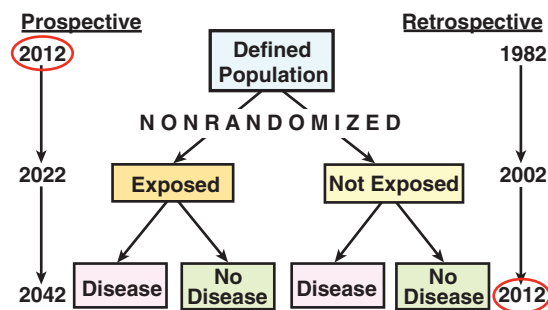 Prospective
Retrospective
2012
Defined
Population
1982
N O N R A N D O M I Z E D
2022
Exposed
Not Exposed
2002
2042
Disease
No
Disease
Disease
No
Disease
2012